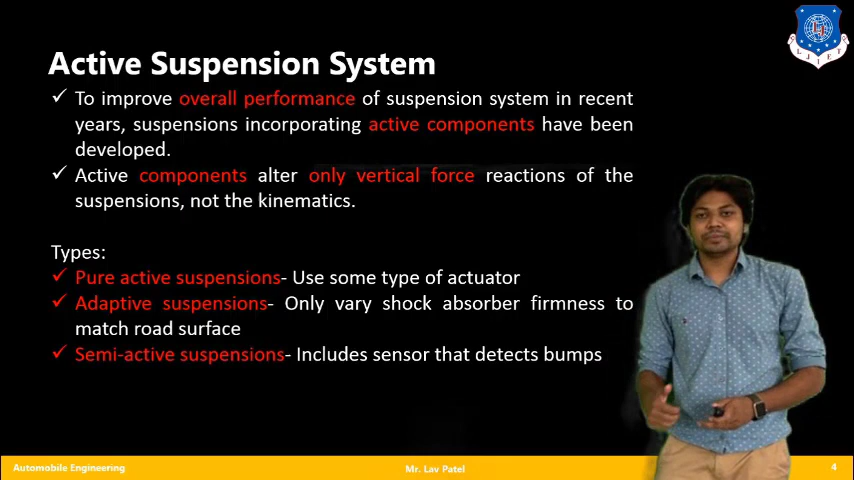 Active Suspension System
✓ To improve overall performance of suspension system in recent
years, suspensions incorporating active components have been
developed.
✓ Active components alter only vertical force reactions of the
suspensions, not the kinematics.
Types:
✓ Pure active suspensions- Use some type of actuator
✓ Adaptive suspensions- Only vary shock absorber firmness to
match road surface
✓ Semi-active suspensions- Includes sensor that detects bumps
Automobile Engineering
Mr. Lav Patel
4
LJIET